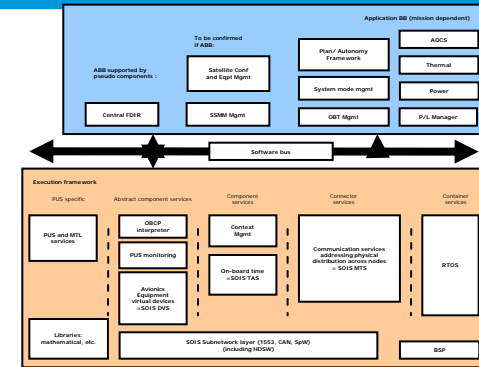 Application BB (mission dependent)
To be confirmed
if ABB:
ABB supported by
pseudo components :
Central FDIR
Satellite Conf
and Eqpt Mgmt
SSMM Mgmt
Plan/ Autonomy
Framework
System mode mgmt
OBT Mgmt
AOCS
Thermal
Power
P/L Manager
Software bus
Execution framework
PUS specific
Abstract component services
Component
services
Connector
services
Container
services
PUS and MTL
services
OBCP
interpreter
PUS monitoring
Avionics
Equipment
virtual devices
=SOIS DVS
Context
Mgmt
On-board time
=SOIS TAS
Communication services
addressing physical
distribution across nodes
= SOIS MTS
RTOS
Libraries:
mathematical, etc.
SOIS Subnetwork layer (1553, CAN, SpW)
(including HDSW)
BSP